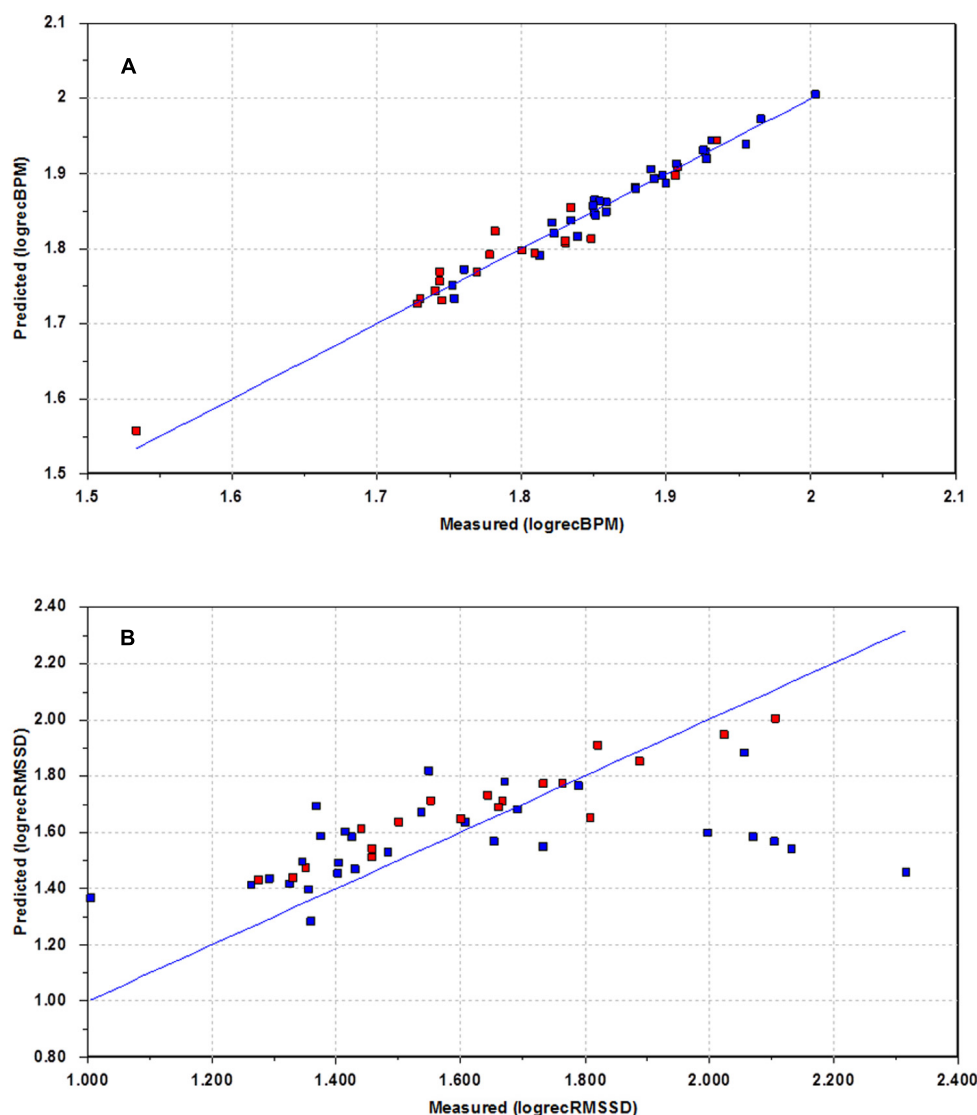 2.1
A
2
1.9
1.8
1.7
1.6
1.5
Predicted (logrecBPM)
1.5 1.6 1.7 1.8 1.9 2 2.1
Measured (logrecBPM)
2.40
B
2.20
2.00
1.80
1.60
1.40
1.20
1.00
0.80
Predicted (logrecRMSSD)
1.000 1.200 1.400 1.600 1.800 2.000 2.200 2.400
Measured (logrecRMSSD)